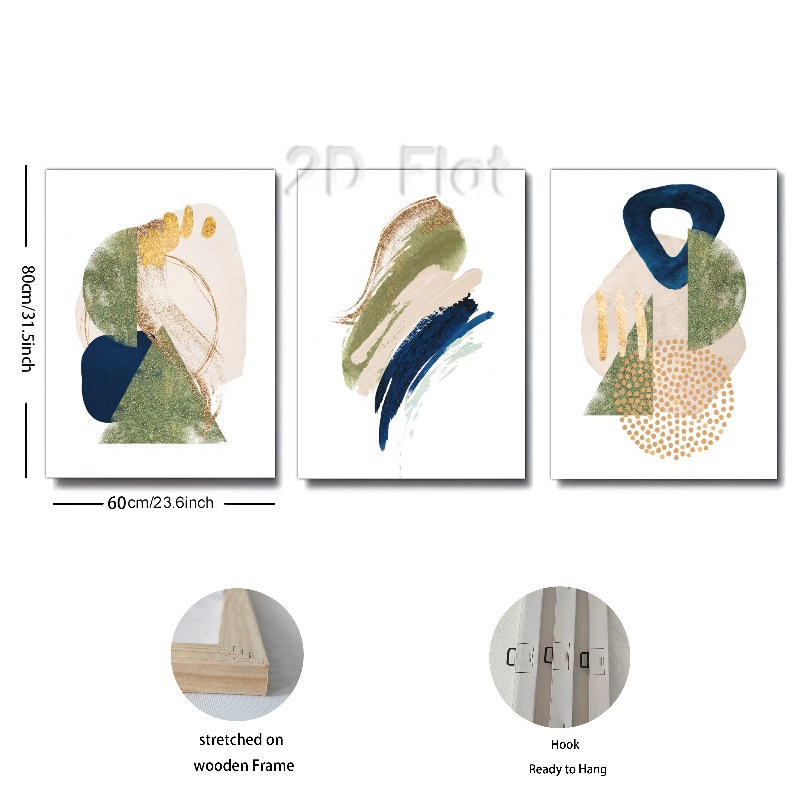 2D Flat
80cm/31.5inch
60cm/23.6inch
stretched on
wooden Frame
Hook
Ready to Hang